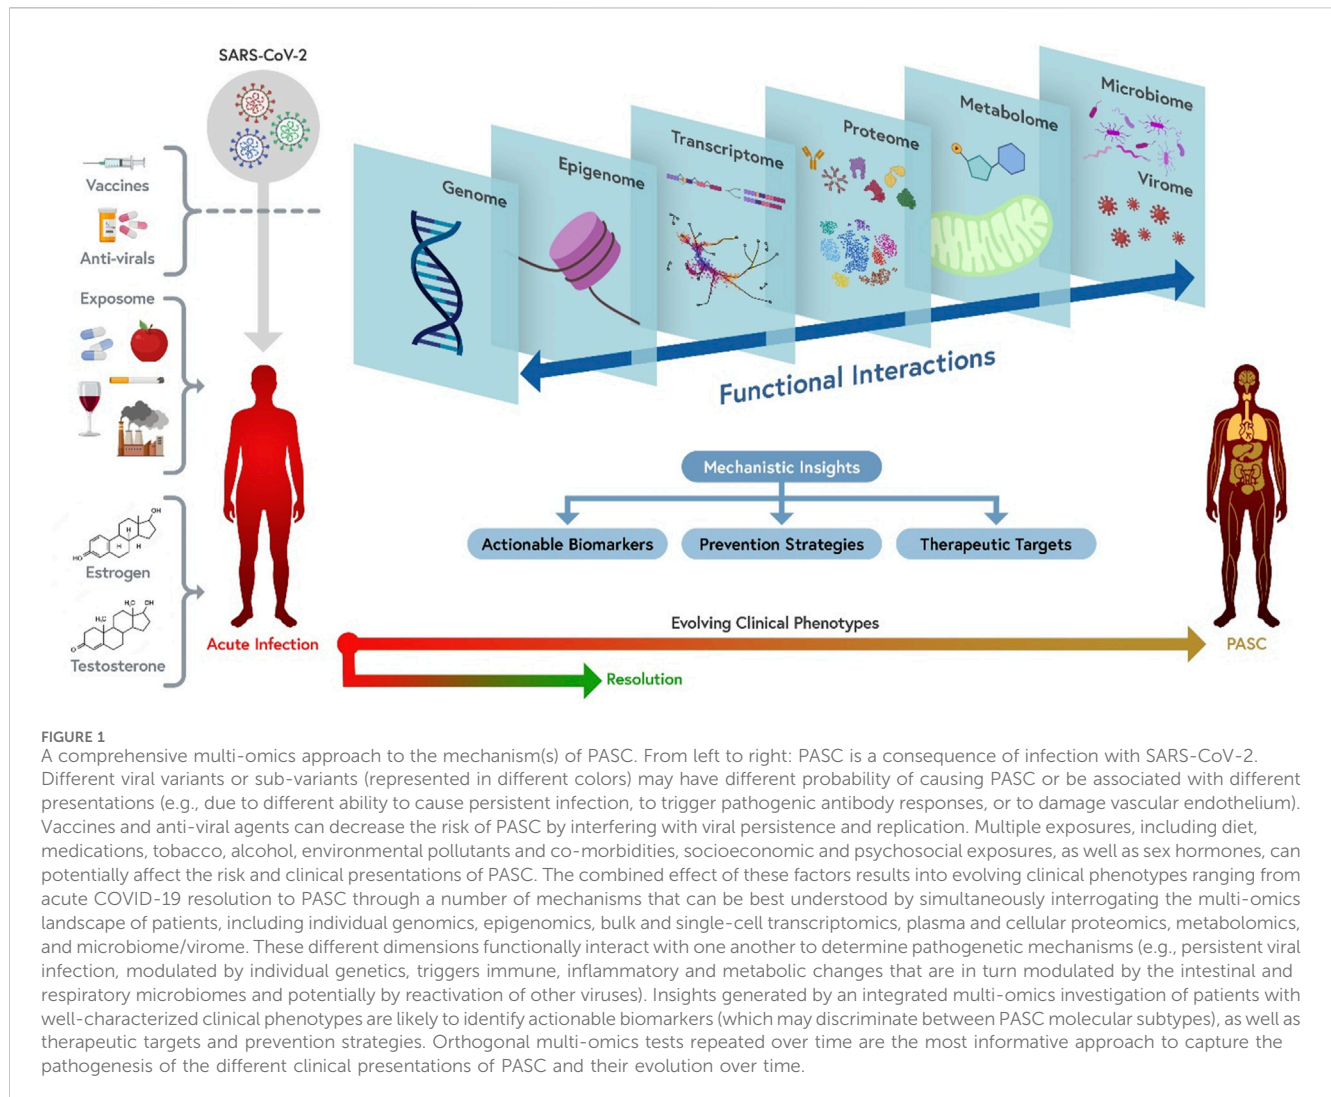 SARS-CoV-2
Vaccines
Anti-virals
Exposome
Estrogen
Testosterone
OH
H
H
H
HO
H₃C
OH
H₃C
O
Genome
Epigenome
Transcriptome
Proteome
Metabolome
Microbiome
Virome
Functional Interactions
Mechanistic Insights
Actionable Biomarkers
Prevention Strategies
Therapeutic Targets
Acute Infection
Evolving Clinical Phenotypes
PASC
Resolution
FIGURE 1
A comprehensive multi-omics approach to the mechanism(s) of PASC. From left to right: PASC is a consequence of infection with SARS-CoV-2.
Different viral variants or sub-variants (represented in different colors) may have different probability of causing PASC or be associated with different
presentations (e.g., due to different ability to cause persistent infection, to trigger pathogenic antibody responses, or to damage vascular endothelium).
Vaccines and anti-viral agents can decrease the risk of PASC by interfering with viral persistence and replication. Multiple exposures, including diet,
medications, tobacco, alcohol, environmental pollutants and co-morbidities, socioeconomic and psychosocial exposures, as well as sex hormones, can
potentially affect the risk and clinical presentations of PASC. The combined effect of these factors results into evolving clinical phenotypes ranging from
acute COVID-19 resolution to PASC through a number of mechanisms that can be best understood by simultaneously interrogating the multi-omics
landscape of patients, including individual genomics, epigenomics, bulk and single-cell transcriptomics, plasma and cellular proteomics, metabolomics,
and microbiome/virome. These different dimensions functionally interact with one another to determine pathogenetic mechanisms (e.g., persistent viral
infection, modulated by individual genetics, triggers immune, inflammatory and metabolic changes that are in turn modulated by the intestinal and
respiratory microbiomes and potentially by reactivation of other viruses). Insights generated by an integrated multi-omics investigation of patients with
well-characterized clinical phenotypes are likely to identify actionable biomarkers (which may discriminate between PASC molecular subtypes), as well as
therapeutic targets and prevention strategies. Orthogonal multi-omics tests repeated over time are the most informative approach to capture the
pathogenesis of the different clinical presentations of PASC and their evolution over time.